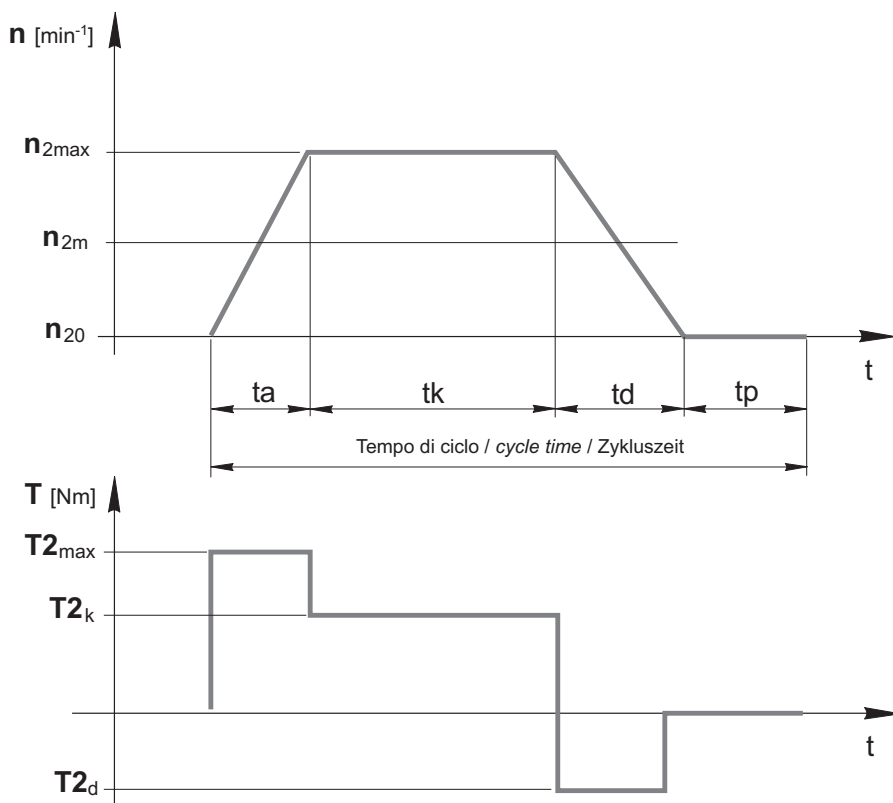 n [min⁻¹]
n2max
n2m
n20
t
ta tk td tp
Tempo di ciclo / cycle time / Zykluszeit
T [Nm]
T2max
T2k
t
T2d